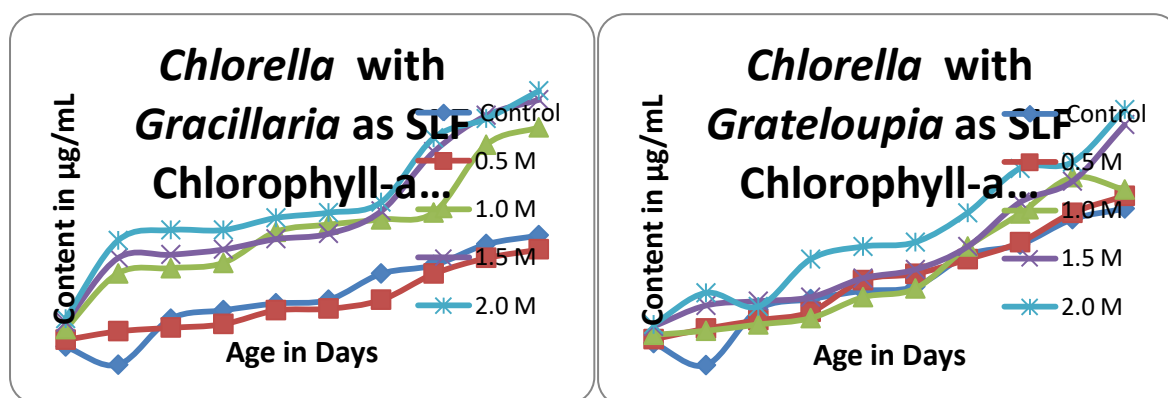 Chlorella with
Gracillaria as SLF
Chlorophyll-a...
Content in µg/mL
Age in Days
Control
0.5 M
1.0 M
1.5 M
2.0 M
Chlorella with
Grateloupia as SLF
Chlorophyll-a...
Content in µg/mL
Age in Days
Control
0.5 M
1.0 M
1.5 M
2.0 M